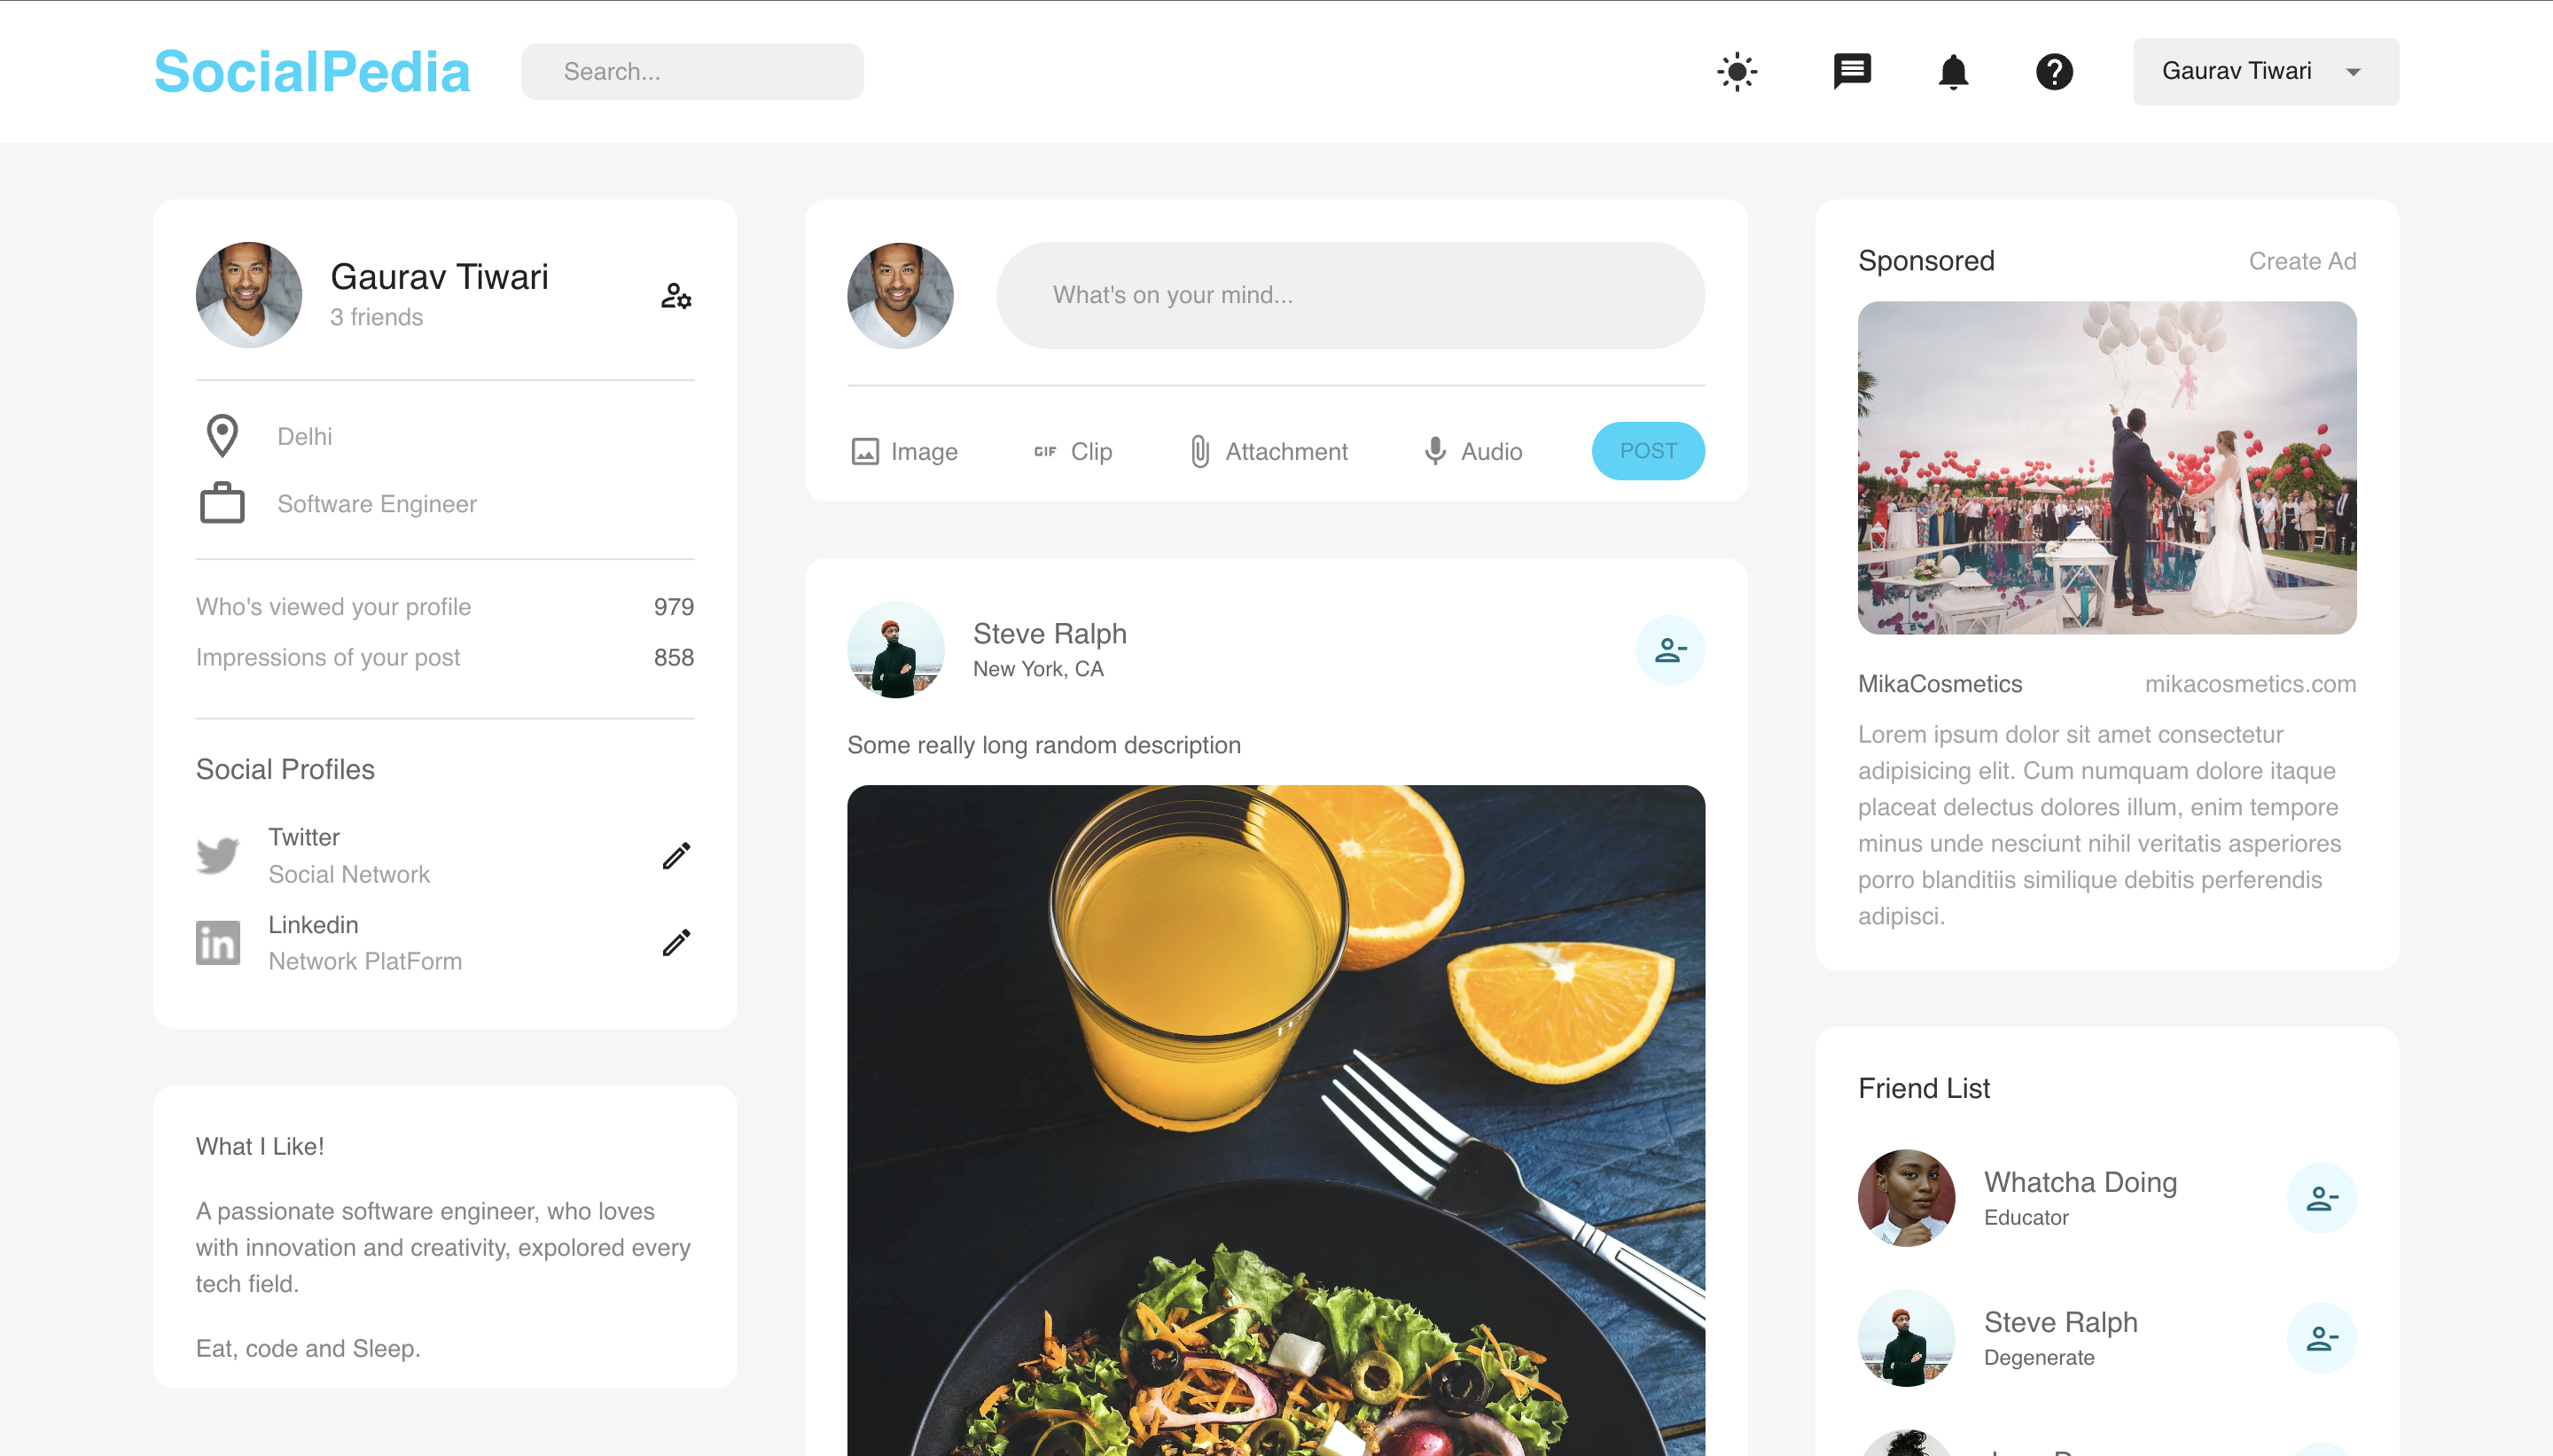 SocialPedia
Search...
Gaurav Tiwari
Gaurav Tiwari
3 friends
Delhi
Software Engineer
Who's viewed your profile 979
Impressions of your post 858
Social Profiles
Twitter
Social Network
Linkedin
Network PlatForm
What I Like!
A passionate software engineer, who loves
with innovation and creativity, expolored every
tech field.
Eat, code and Sleep.
What's on your mind...
Image
GIF Clip
Attachment
Audio
POST
Steve Ralph
New York, CA
Some really long random description
Sponsored Create Ad
MikaCosmetics mikacosmetics.com
Lorem ipsum dolor sit amet consectetur
adipisicing elit. Cum numquam dolore itaque
placeat delectus dolores illum, enim tempore
minus unde nesciunt nihil veritatis asperiores
porro blanditiis similique debitis perferendis
adipisci.
Friend List
Whatcha Doing
Educator
Steve Ralph
Degenerate